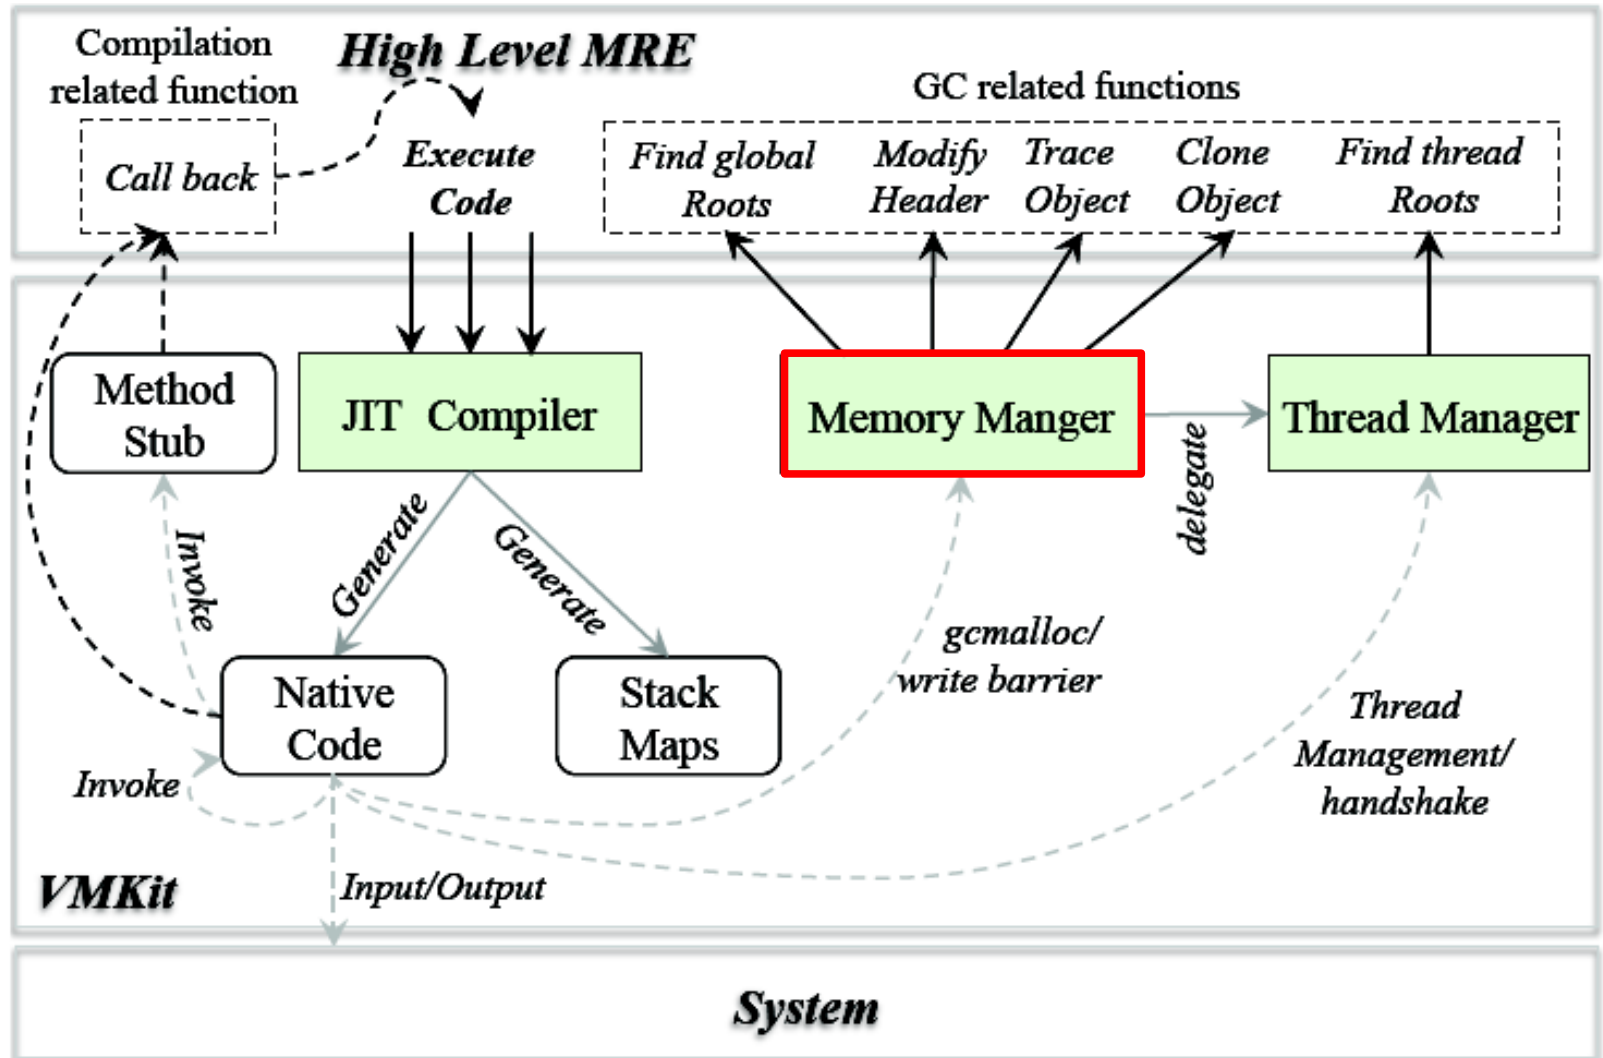 Compilation
related function
High Level MRE
GC related functions
Call back
Execute
Code
Find global
Roots
Modify
Header
Trace
Object
Clone
Object
Find thread
Roots
Method
Stub
JIT Compiler
Memory Manger
delegate
Thread Manager
Invoke
Generate
Generate
gcmalloc/
write barrier
Native
Code
Stack
Maps
Thread
Management/
handshake
Invoke
Input/Output
VMKit
System